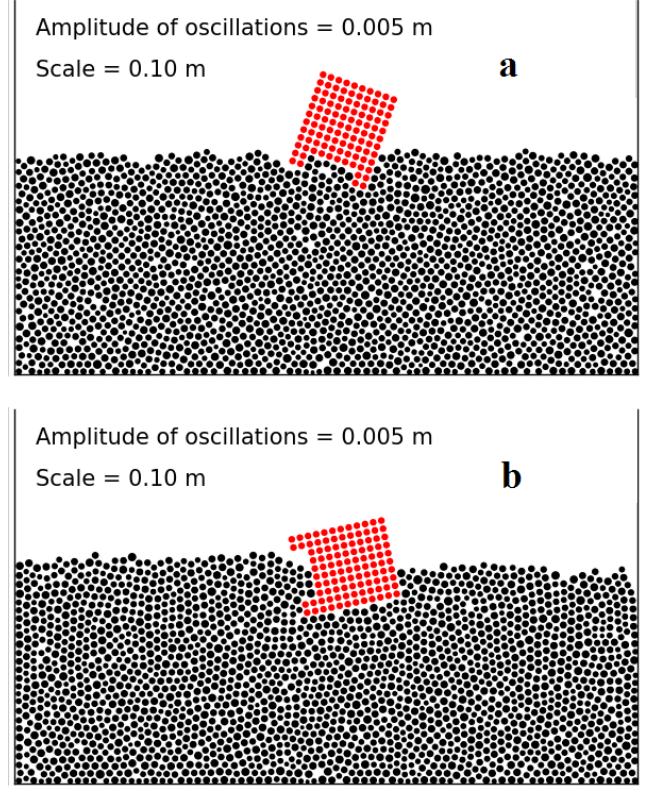 Amplitude of oscillations = 0.005 m
Scale = 0.10 m
a
Amplitude of oscillations = 0.005 m
Scale = 0.10 m
b